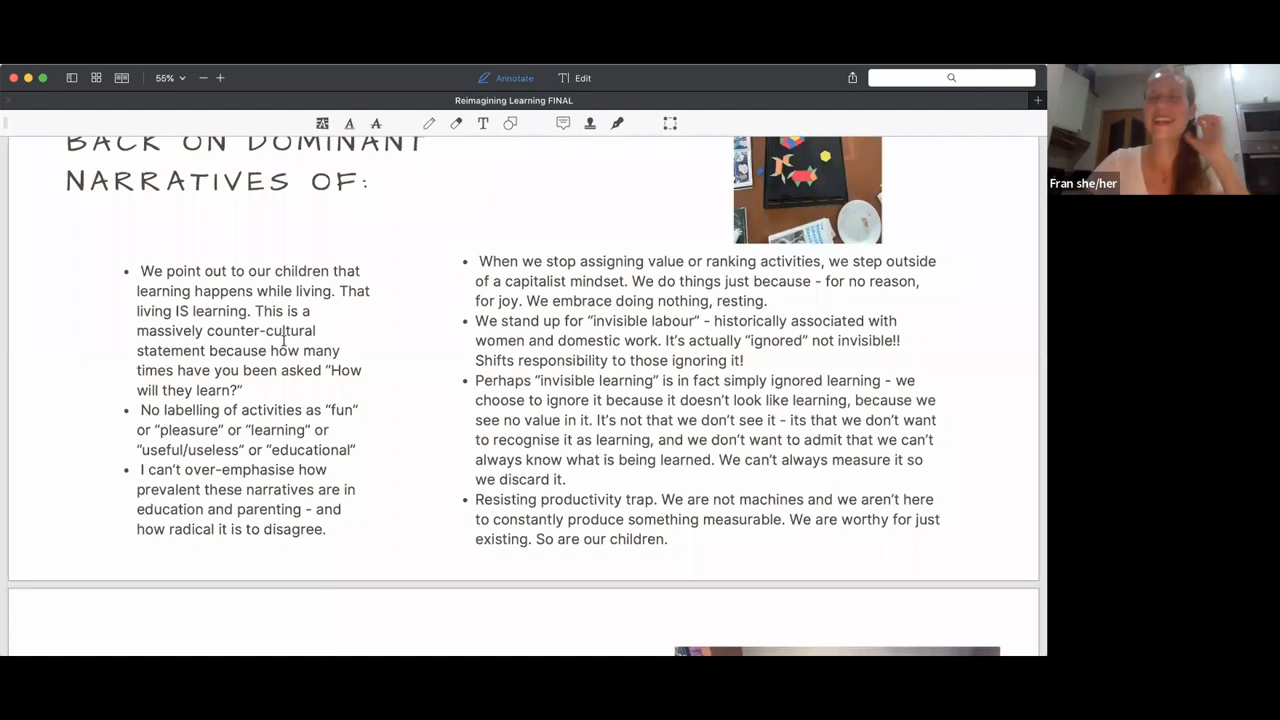 55%
Annotate
Edit
Reimagining Learning FINAL
BACK ON DOMINANT
NARRATIVES OF:
• We point out to our children that
learning happens while living. That
living IS learning. This is a
massively counter-cultural
statement because how many
times have you been asked “How
will they learn?”
• No labelling of activities as “fun”
or “pleasure” or “learning” or
“useful/useless” or “educational”
• I can’t over-emphasise how
prevalent these narratives are in
education and parenting - and
how radical it is to disagree.
• When we stop assigning value or ranking activities, we step outside
of a capitalist mindset. We do things just because - for no reason,
for joy. We embrace doing nothing, resting.
• We stand up for “invisible labour” - historically associated with
women and domestic work. It’s actually “ignored” not invisible!!
Shifts responsibility to those ignoring it!
• Perhaps “invisible learning” is in fact simply ignored learning - we
choose to ignore it because it doesn’t look like learning, because we
see no value in it. It’s not that we don’t see it - its that we don’t want
to recognise it as learning, and we don’t want to admit that we can’t
always know what is being learned. We can’t always measure it so
we discard it.
• Resisting productivity trap. We are not machines and we aren’t here
to constantly produce something measurable. We are worthy for just
existing. So are our children.
Fran she/her